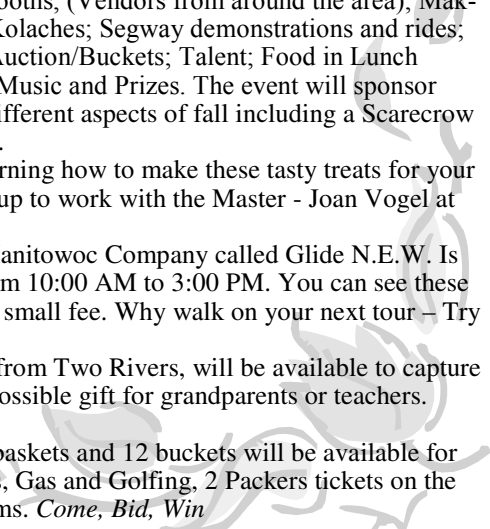 ooths, (Vendors from around the area), Mak-
Kolaches; Segway demonstrations and rides;
Auction/Buckets; Talent; Food in Lunch
Music and Prizes. The event will sponsor
ifferent aspects of fall including a Scarecrow
.
rning how to make these tasty treats for your
up to work with the Master - Joan Vogel at
anitowoc Company called Glide N.E.W. Is
m 10:00 AM to 3:00 PM. You can see these
small fee. Why walk on your next tour – Try
from Two Rivers, will be available to capture
ossible gift for grandparents or teachers.
baskets and 12 buckets will be available for
s, Gas and Golfing, 2 Packers tickets on the
ms. Come, Bid, Win